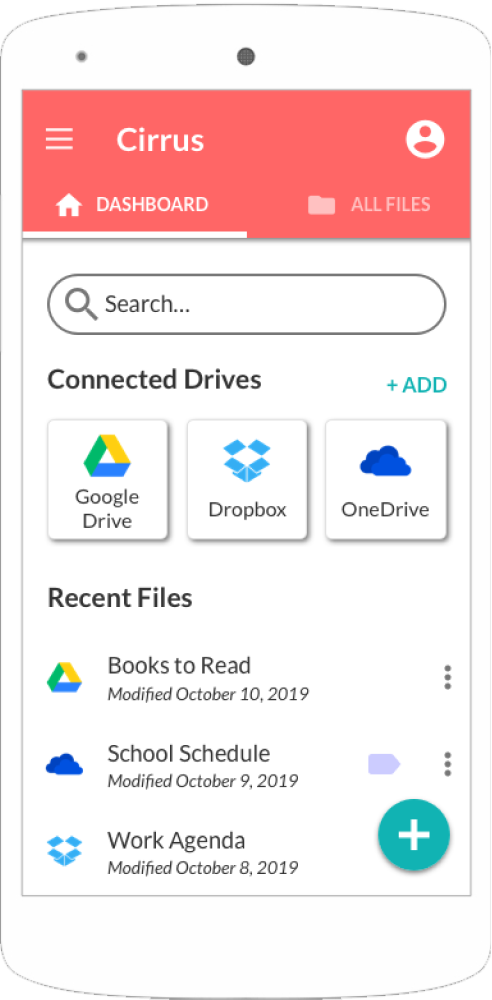 Cirrus
DASHBOARD
ALL FILES
Search...
Connected Drives
+ ADD
Google
Drive
Dropbox
OneDrive
Recent Files
Books to Read
Modified October 10, 2019
School Schedule
Modified October 9, 2019
Work Agenda
Modified October 8, 2019